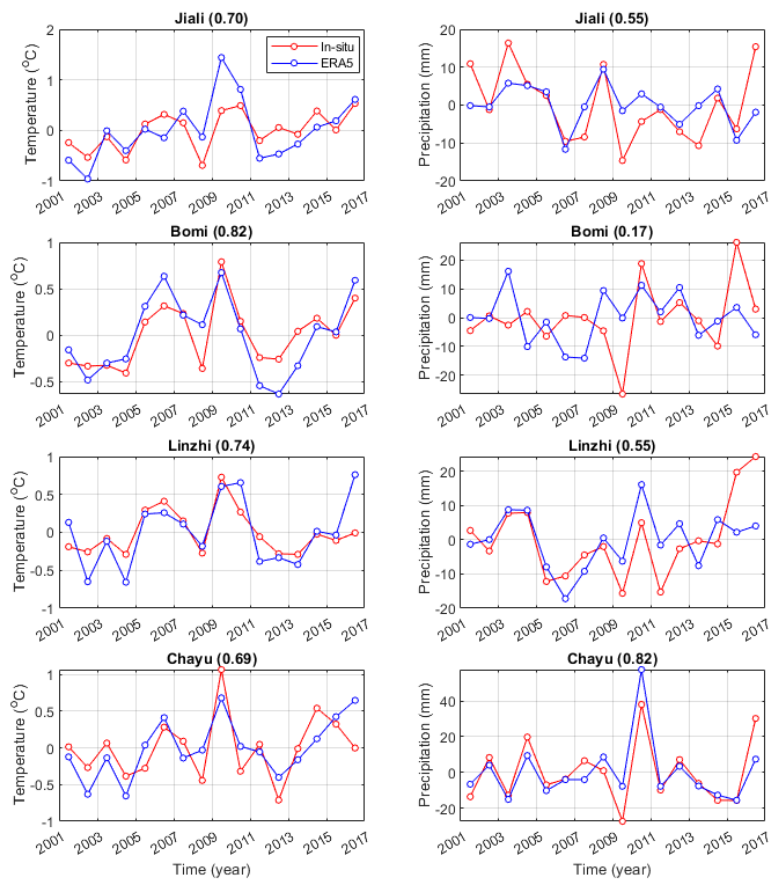 Jiali (0.70)
Temperature (°C)
2
1
0
-1
In-situ
ERA5
2001 2003 2005 2007 2009 2011 2013 2015 2017
Jiali (0.55)
Precipitation (mm)
20
10
0
-10
-20
2001 2003 2005 2007 2009 2011 2013 2015 2017
Bomi (0.82)
Temperature (°C)
1
0.5
0
-0.5
2001 2003 2005 2007 2009 2011 2013 2015 2017
Bomi (0.17)
Precipitation (mm)
20
10
0
-10
-20
2001 2003 2005 2007 2009 2011 2013 2015 2017
Linzhi (0.74)
Temperature (°C)
1
0.5
0
-0.5
-1
2001 2003 2005 2007 2009 2011 2013 2015 2017
Linzhi (0.55)
Precipitation (mm)
20
10
0
-10
-20
2001 2003 2005 2007 2009 2011 2013 2015 2017
Chayu (0.69)
Temperature (°C)
1
0.5
0
-0.5
-1
2001 2003 2005 2007 2009 2011 2013 2015 2017
Time (year)
Chayu (0.82)
Precipitation (mm)
40
20
0
-20
2001 2003 2005 2007 2009 2011 2013 2015 2017
Time (year)